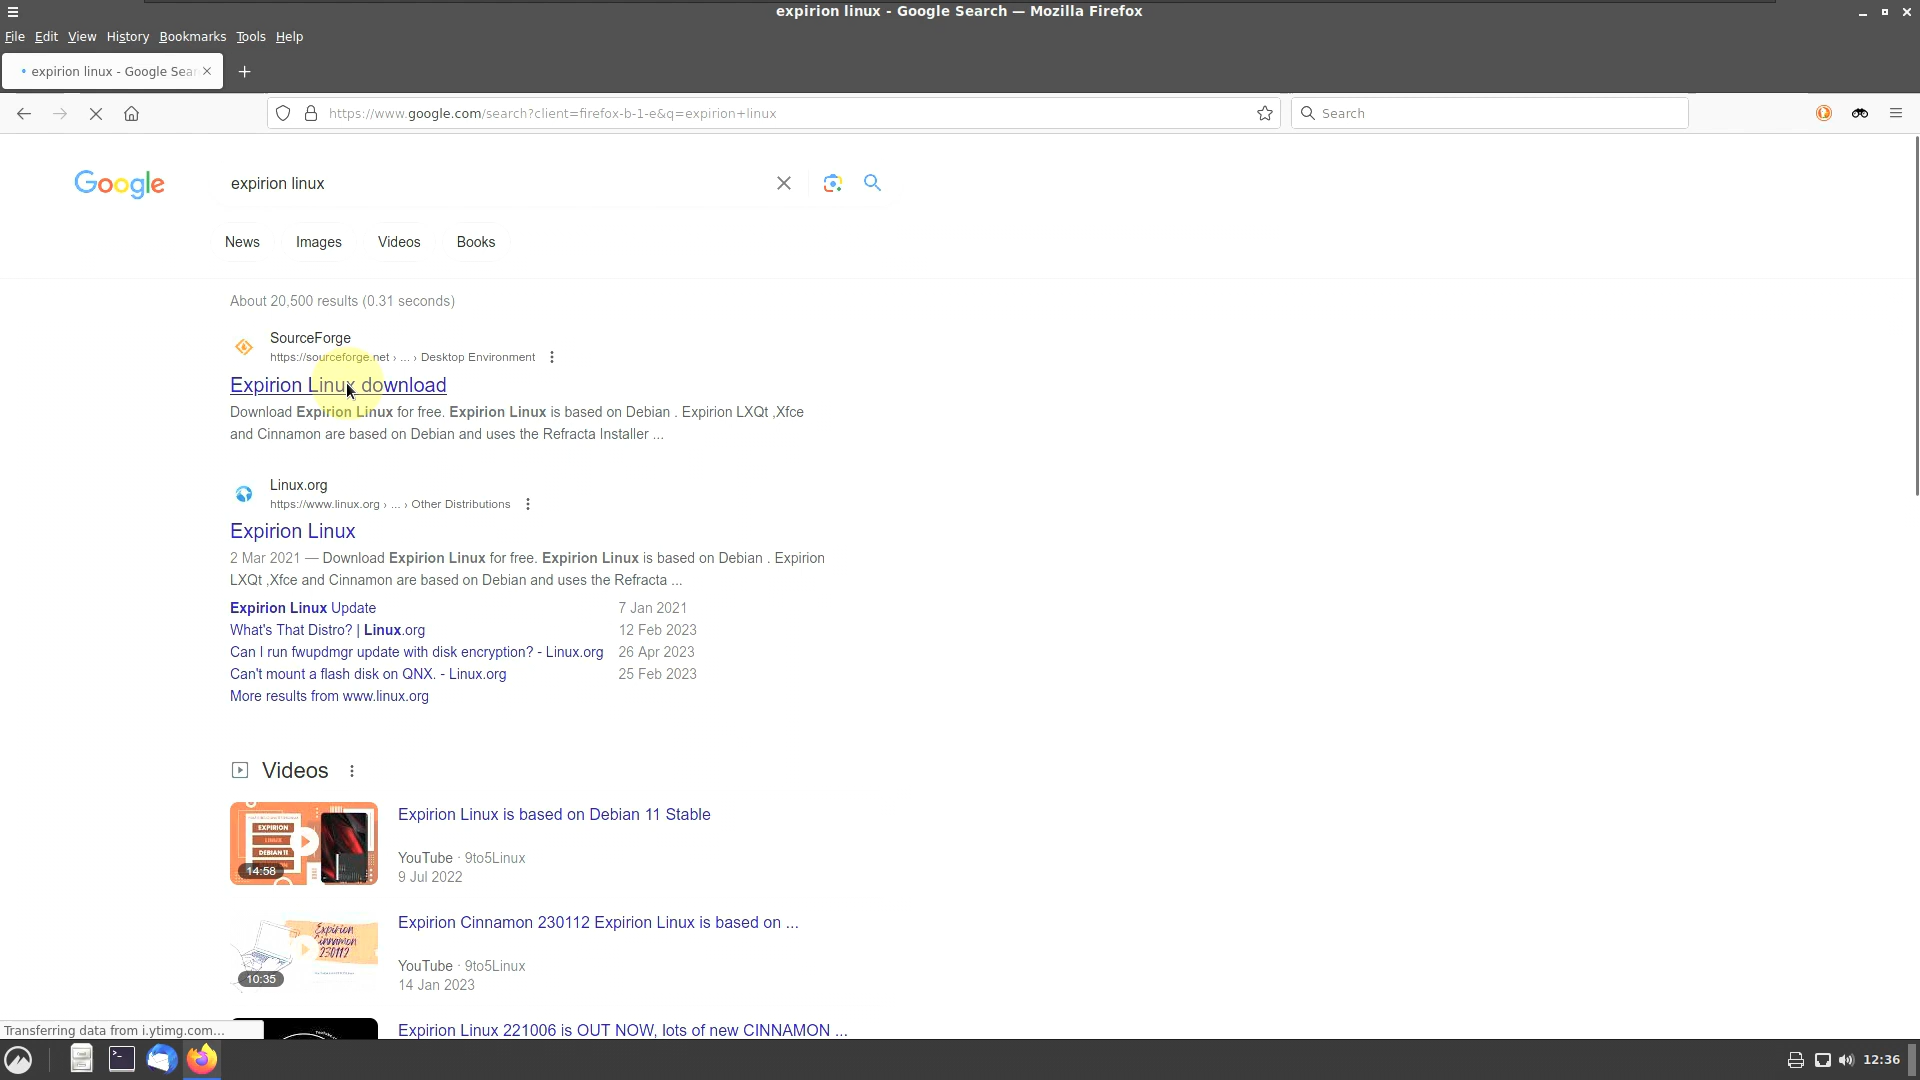 expirion linux - Google Search — Mozilla Firefox
File Edit View History Bookmarks Tools Help
expirion linux - Google Sear
https://www.google.com/search?client=firefox-b-1-e&q=expirion+linux
Search
Google
expirion linux
News Images Videos Books
About 20,500 results (0.31 seconds)
SourceForge
https://sourceforge.net › ... › Desktop Environment
Expirion Linux download
Download Expirion Linux for free. Expirion Linux is based on Debian . Expirion LXQt ,Xfce
and Cinnamon are based on Debian and uses the Refracta Installer ...
Linux.org
https://www.linux.org › ... › Other Distributions
Expirion Linux
2 Mar 2021 — Download Expirion Linux for free. Expirion Linux is based on Debian . Expirion
LXQt ,Xfce and Cinnamon are based on Debian and uses the Refracta ...
Expirion Linux Update 7 Jan 2021
What's That Distro? | Linux.org 12 Feb 2023
Can I run fwupdmgr update with disk encryption? - Linux.org 26 Apr 2023
Can't mount a flash disk on QNX. - Linux.org 25 Feb 2023
More results from www.linux.org
Videos
EXPIRION
LINUX
DEBIAN 11
14:58
Expirion Linux is based on Debian 11 Stable
YouTube · 9to5Linux
9 Jul 2022
Expirion
Cinnamon
230112
10:35
Expirion Cinnamon 230112 Expirion Linux is based on ...
YouTube · 9to5Linux
14 Jan 2023
Expirion Linux 221006 is OUT NOW, lots of new CINNAMON ...
Transferring data from i.ytimg.com...
12:36